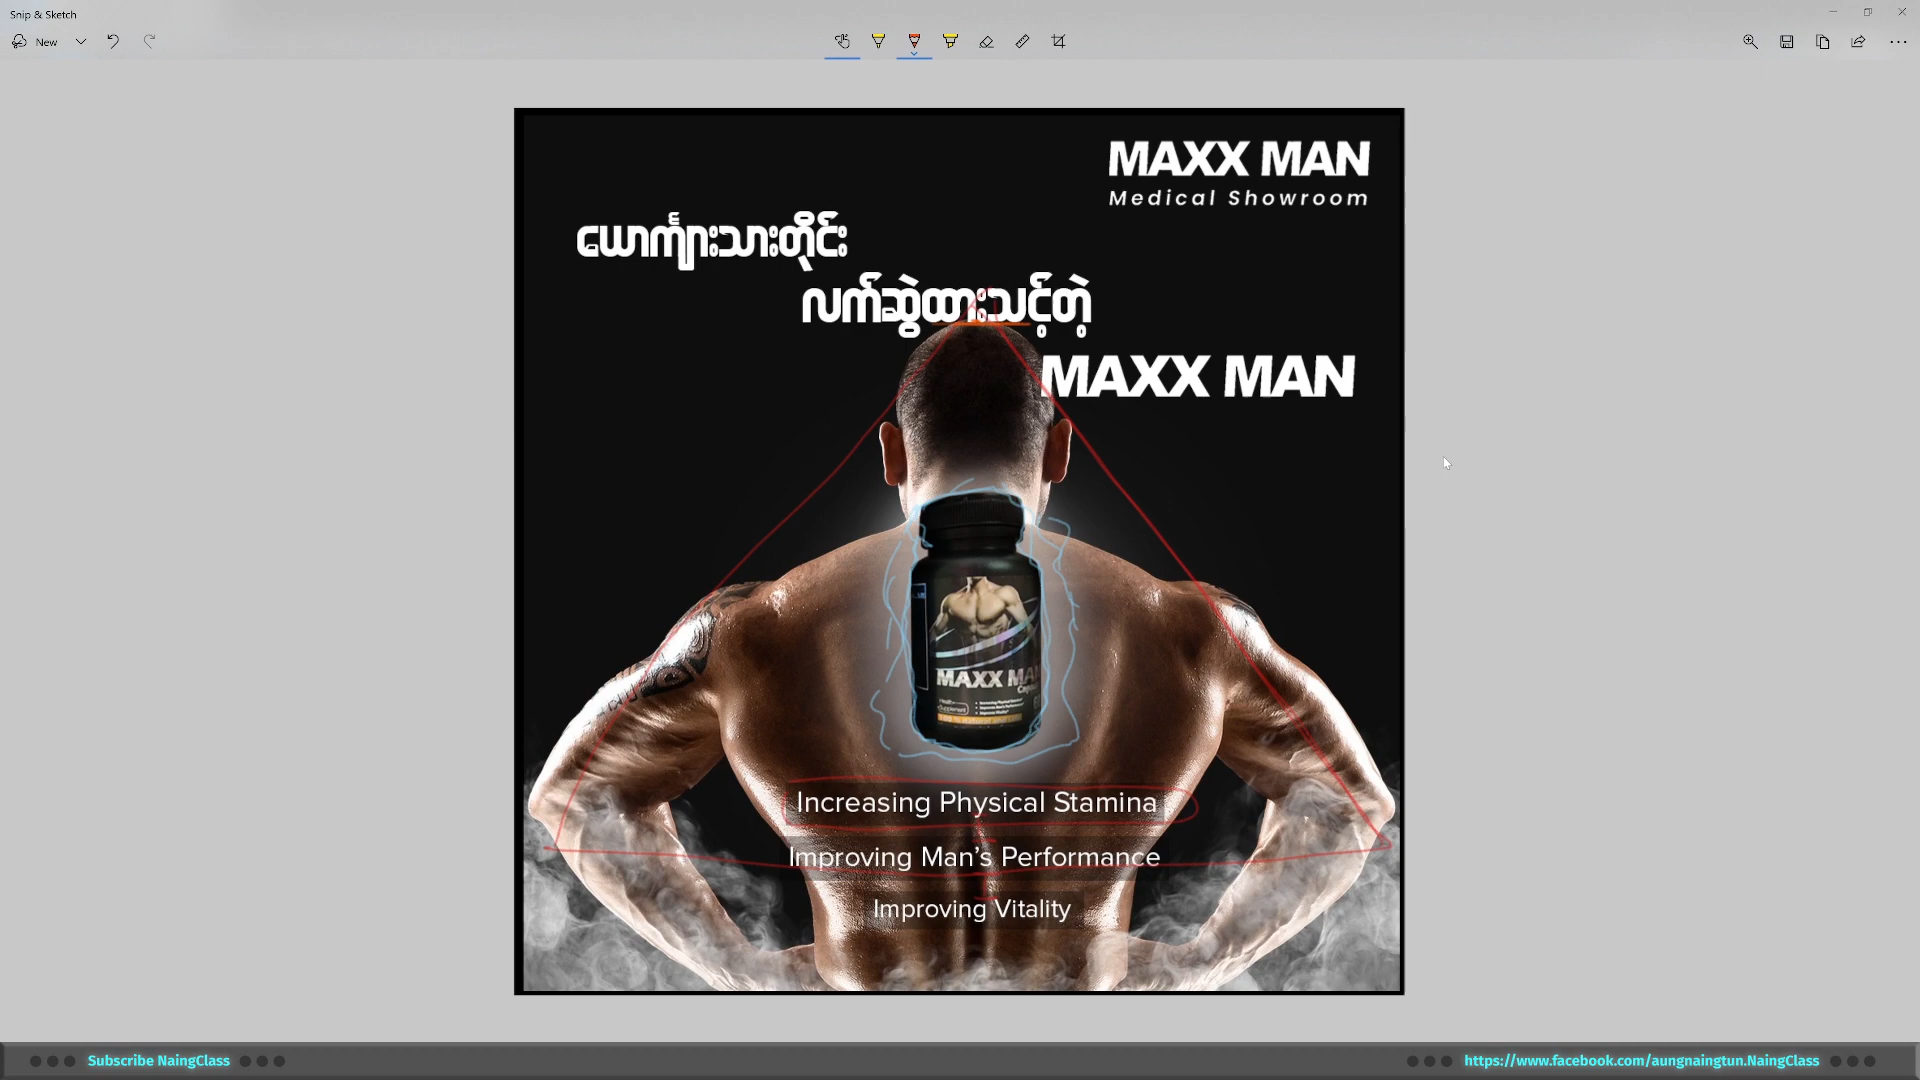 Snip & Sketch
New
MAXX MAN
Medical Showroom
ယောင်္ကျားသားတိုင်း
လက်ဆွဲထားသင့်တဲ့
MAXX MAN
MAXX MA
Increasing Physical Stamina
Improving Man's Performance
Improving Vitality
Subscribe NaingClass
https://www.facebook.com/aungnaingtun.NaingClass